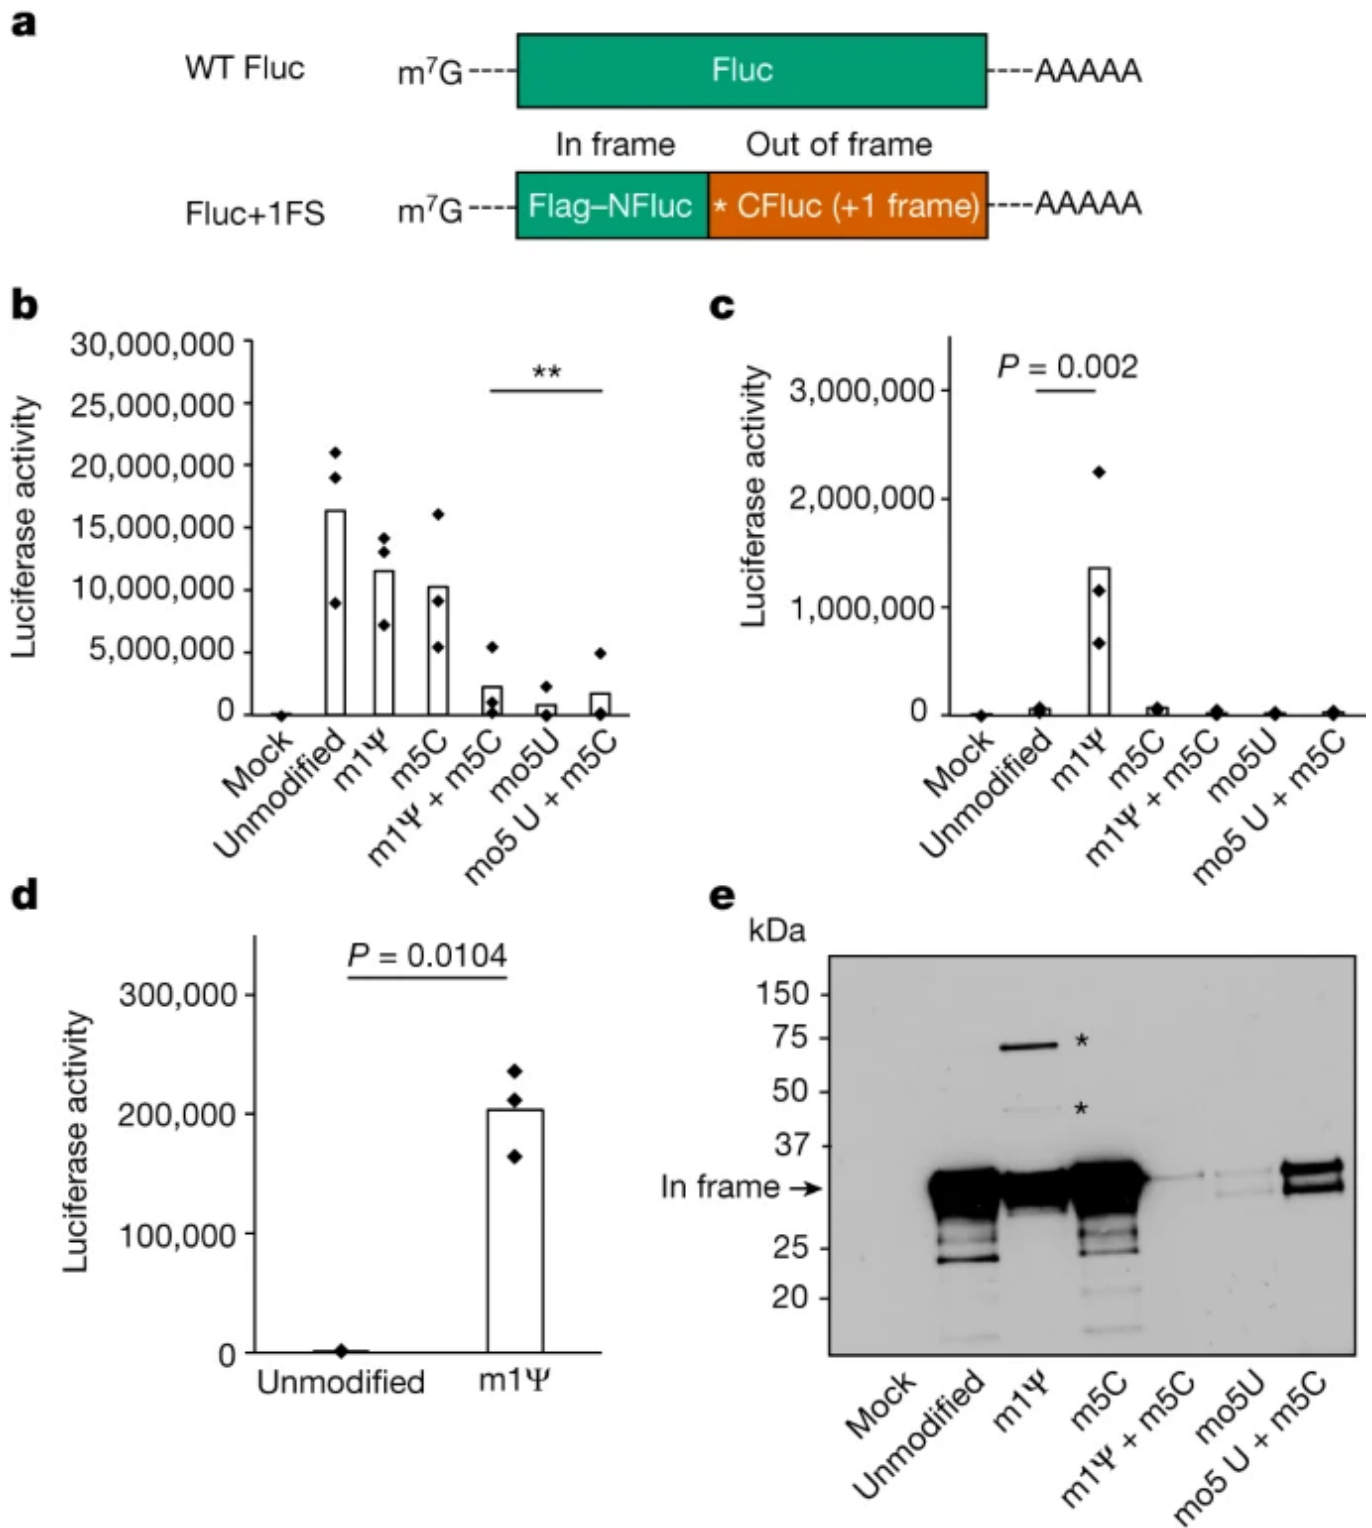 a
WT Fluc m⁷G Fluc AAAAA
In frame Out of frame
Fluc+1FS m⁷G Flag–NFluc * CFluc (+1 frame) AAAAA
b
Luciferase activity
30,000,000
25,000,000
20,000,000
15,000,000
10,000,000
5,000,000
0
**
Mock
Unmodified
m1Ψ
m5C
m1Ψ + m5C
mo5U
mo5 U + m5C
c
Luciferase activity
P = 0.002
3,000,000
2,000,000
1,000,000
0
Mock
Unmodified
m1Ψ
m5C
m1Ψ + m5C
mo5U
mo5 U + m5C
d
Luciferase activity
P = 0.0104
300,000
200,000
100,000
0
Unmodified
m1Ψ
e
kDa
150
75
*
50
*
37
In frame
25
20
Mock
Unmodified
m1Ψ
m5C
m1Ψ + m5C
mo5U
mo5 U + m5C